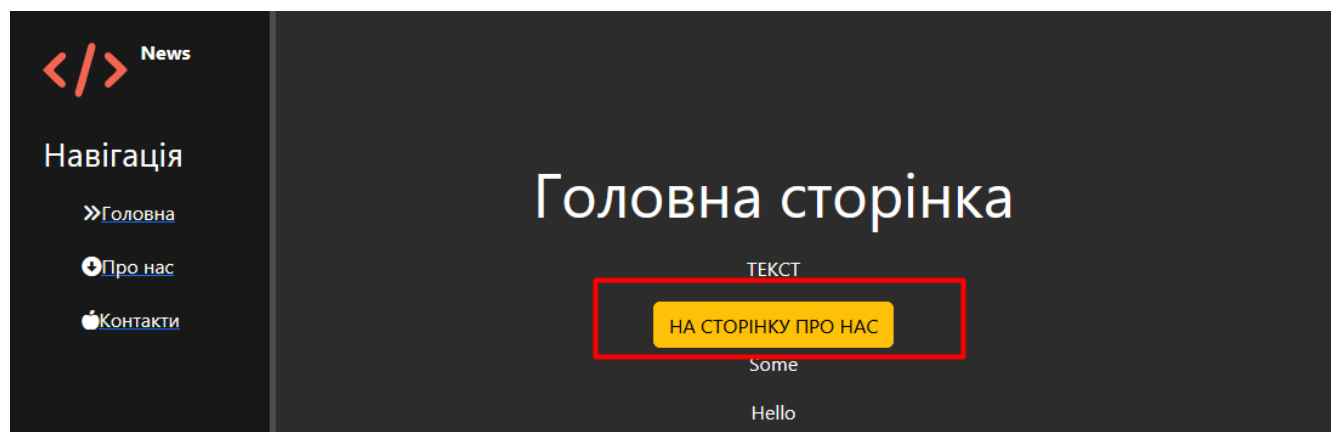 News
Навігація
Головна
Про нас
Контакти
Головна сторінка
ТЕКСТ
НА СТОРІНКУ ПРО НАС
Some
Hello